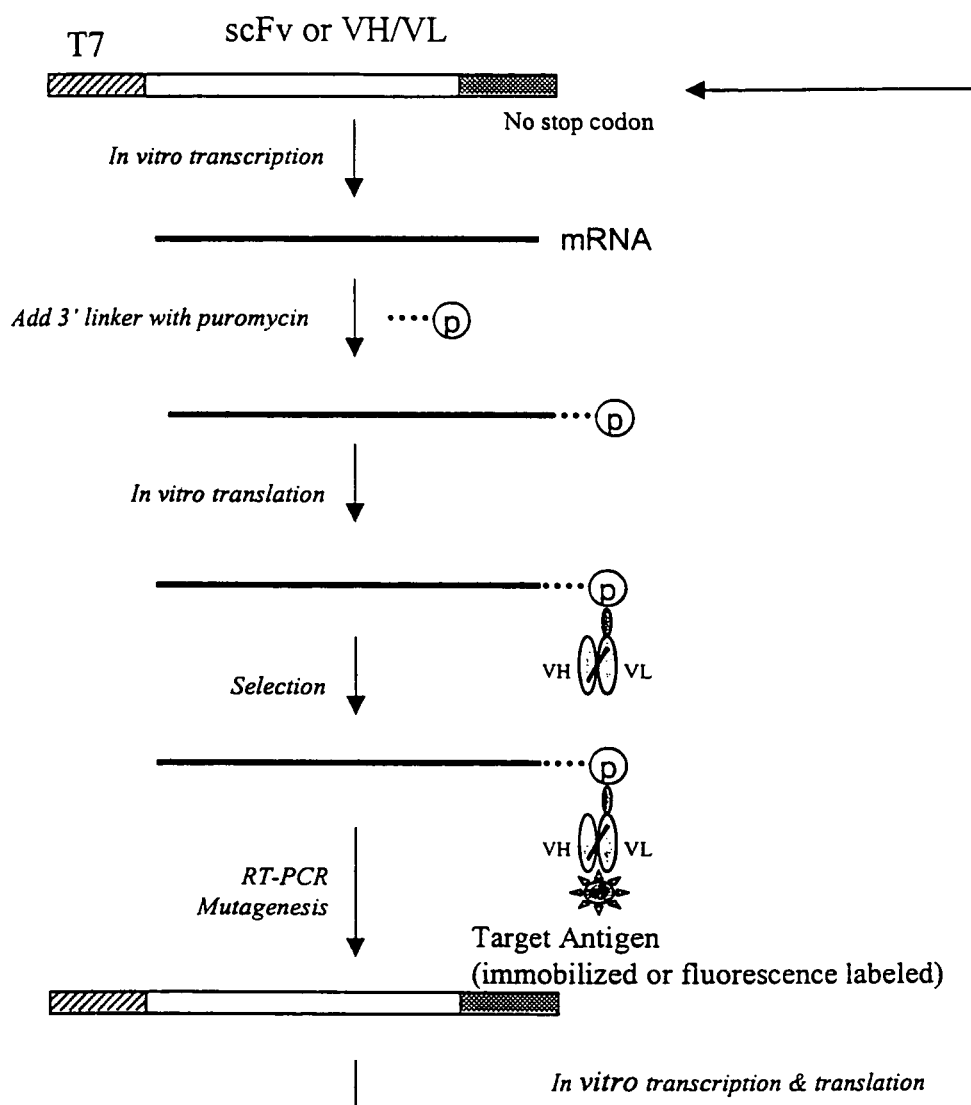 T7
scFv or VH/VL
No stop codon
In vitro transcription
mRNA
Add 3' linker with puromycin
p
p
In vitro translation
p
VH
VL
Selection
p
VH
VL
RT-PCR
Mutagenesis
Target Antigen
(immobilized or fluorescence labeled)
In vitro transcription & translation